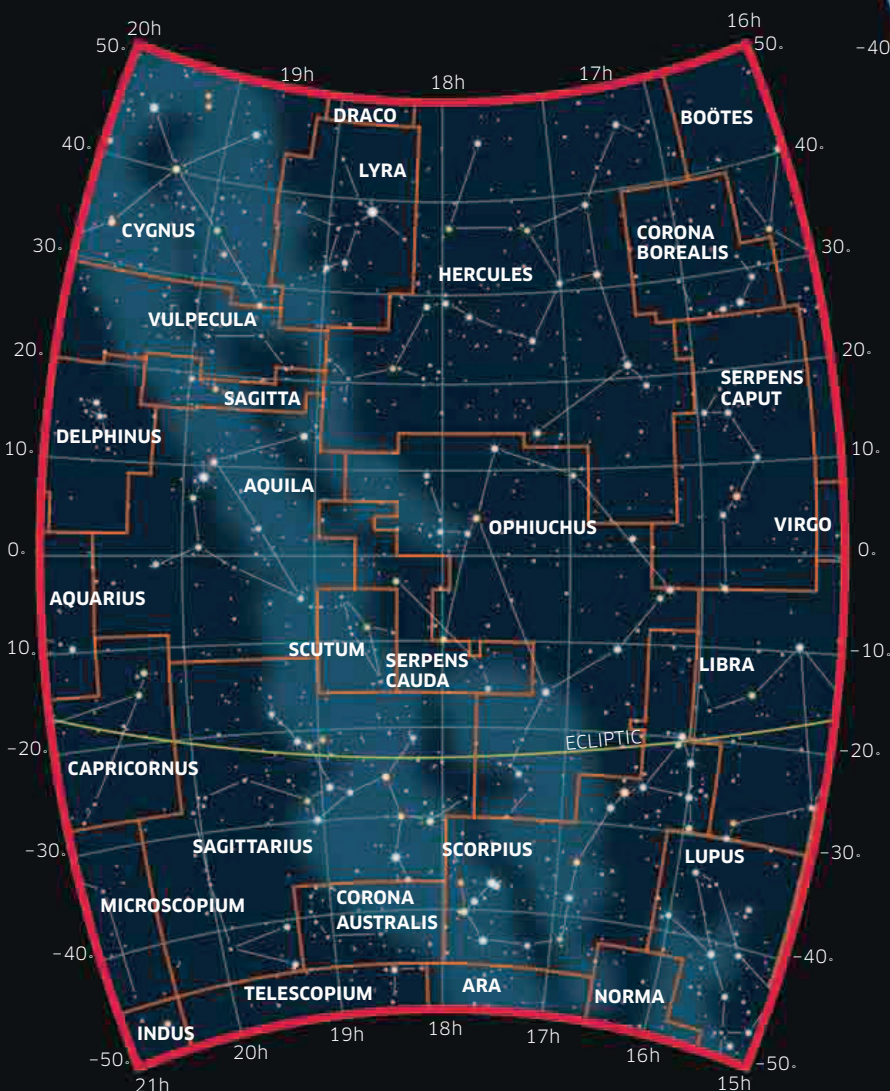 20h
16h
50°
50°
-40
19h
18h
17h
DRACO
BOÖTES
40°
40°
LYRA
CYGNUS
CORONA
BOREALIS
30°
30°
HERCULES
VULPECULA
20°
20°
SERPENS
CAPUT
SAGITTA
DELPHINUS
10°
10°
AQUILA
OPHIUCHUS
VIRGO
0°
0°
AQUARIUS
10°
-10°
SCUTUM
SERPENS
CAUDA
LIBRA
ECLIPTIC
-20°
-20°
CAPRICORNUS
SAGITTARIUS
SCORPIUS
-30°
-30°
LUPUS
CORONA
AUSTRALIS
MICROSCOPIUM
-40°
-40°
TELESCOPIUM
ARA
NORMA
INDUS
-50°
-50°
21h
20h
19h
18h
17h
16h
15h